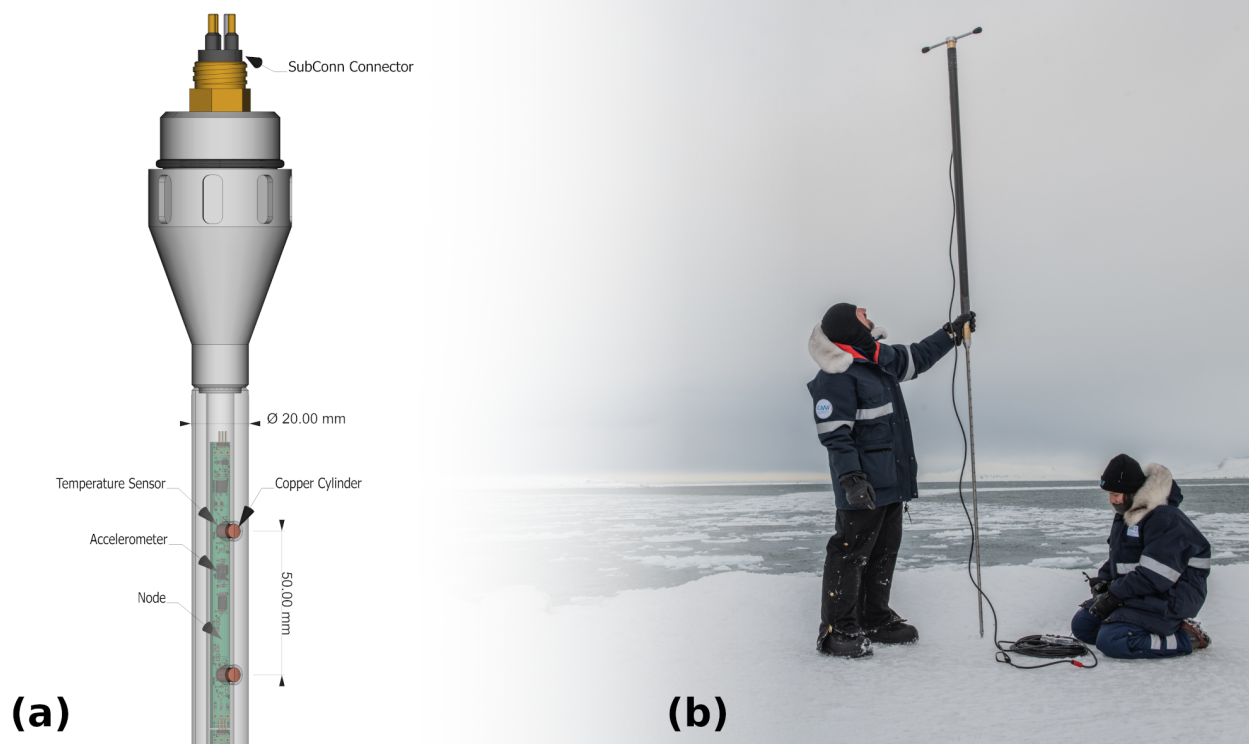 SubConn Connector
Ø 20.00 mm
Temperature Sensor
Copper Cylinder
Accelerometer
50.00 mm
Node
(a)
(b)